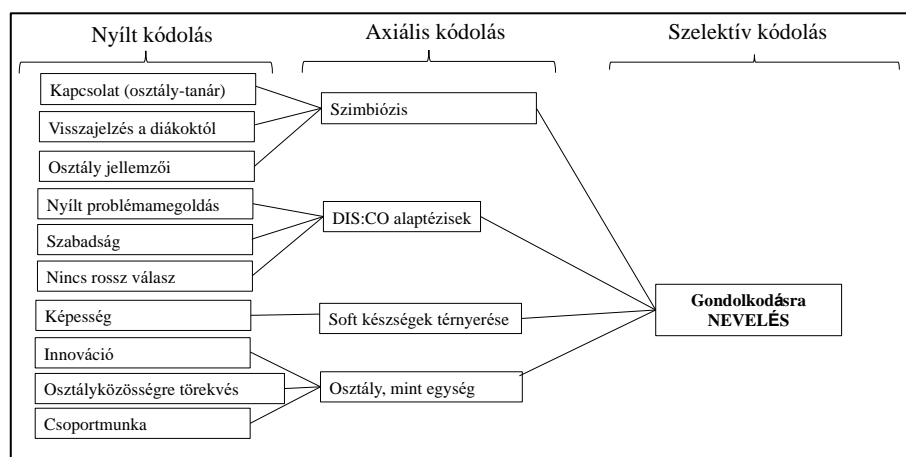 Nyílt kódolás
Axiális kódolás
Szelektív kódolás
Kapcsolat (osztály-tanár)
Visszajelzés a diákoktól
Osztály jellemzői
Nyílt problémamegoldás
Szabadság
Nincs rossz válasz
Képesség
Innováció
Osztályközösségre törekvés
Csoportmunka
Szimbiózis
DIS:CO alaptézisek
Soft készségek térnyerése
Osztály, mint egység
Gondolkodásra
NEVELÉS